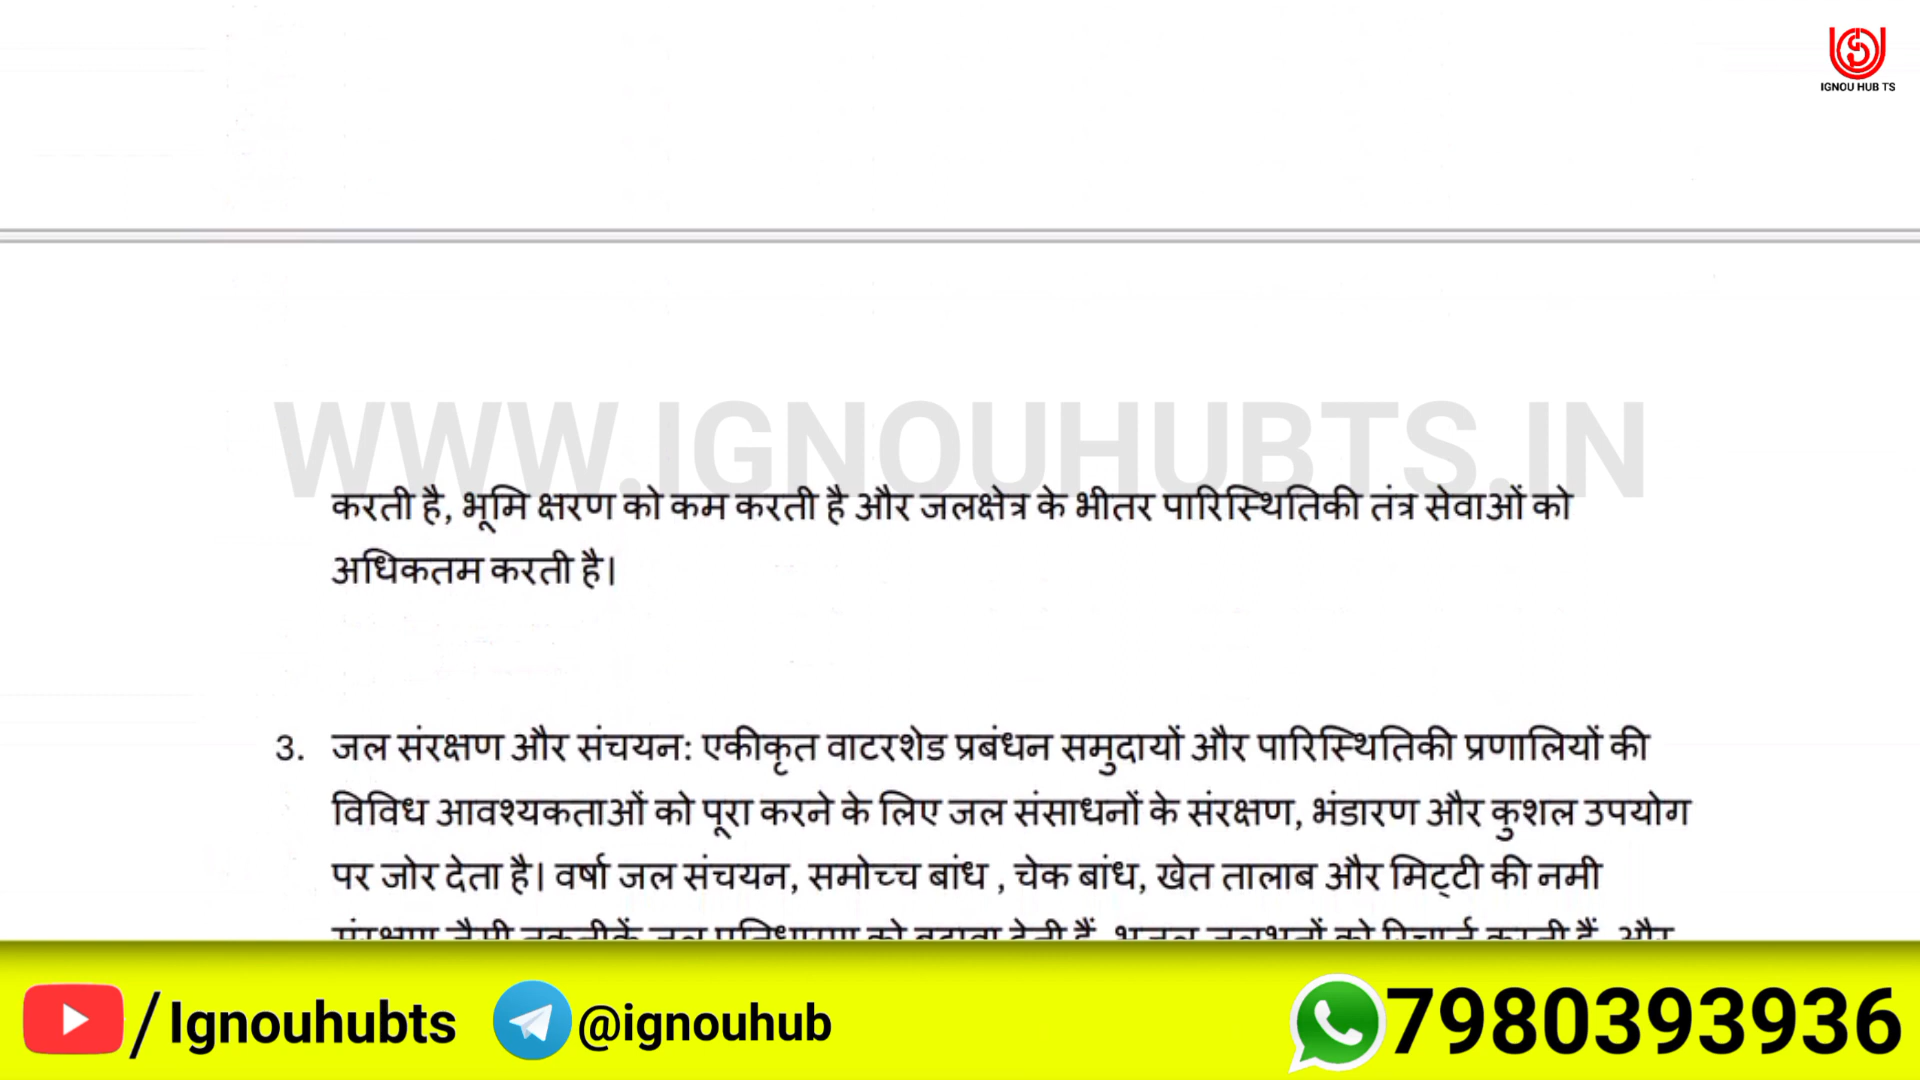 IGNOU HUB TS
WWW.IGNOUHUBTS.IN
करती है, भूमि क्षरण को कम करती है और जलक्षेत्र के भीतर पारिस्थितिकी तंत्र सेवाओं को
अधिकतम करती है।
3. जल संरक्षण और संचयन: एकीकृत वाटरशेड प्रबंधन समुदायों और पारिस्थितिकी प्रणालियों की
विविध आवश्यकताओं को पूरा करने के लिए जल संसाधनों के संरक्षण, भंडारण और कुशल उपयोग
पर जोर देता है। वर्षा जल संचयन, समोच्च बांध , चेक बांध, खेत तालाब और मिट्टी की नमी
/Ignouhubts @ignouhub 7980393936